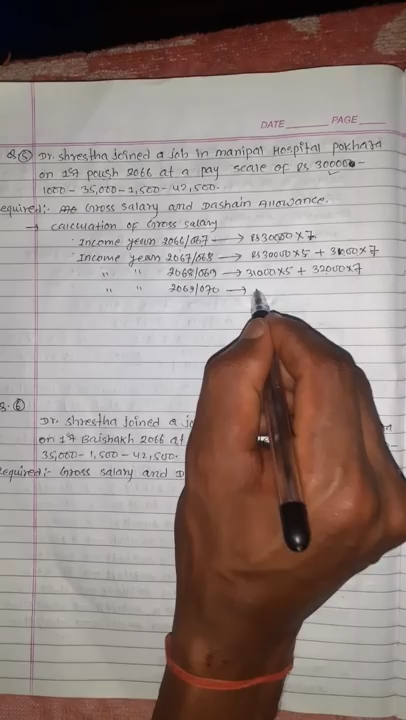 DATE______ PAGE____
Q.⑤ Dr. Shrestha Joined a Job in manipal Hospital pokhara
on 1st poush 2066 at a pay scale of Rs. 30000-
1000 - 35,000 - 1,500 - 42,500.
equired:- Gross Salary and Dashain Allowance.
→ calculation of Gross salary
Income year 2066/067 → Rs 30000 × 7
Income year 2067/068 → Rs 30000 × 5 + 31000 × 7
" " 2068/069 → 31000 × 5 + 32000 × 7
" " 2069/070 →
Q.⑥
Dr. Shrestha Joined a Jo
on 1st Baishakh 2066 at
35,000 - 1,500 - 42,500.
equired:- Gross salary and D